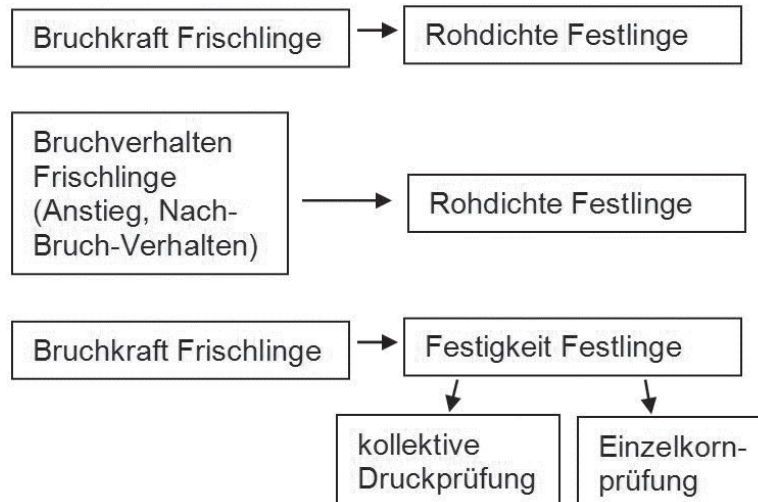 Bruchkraft Frischlinge
Rohdichte Festlinge
Bruchverhalten
Frischlinge
(Anstieg, Nach-
Bruch-Verhalten)
Rohdichte Festlinge
Bruchkraft Frischlinge
Festigkeit Festlinge
kollektive
Druckprüfung
Einzelkorn-
prüfung